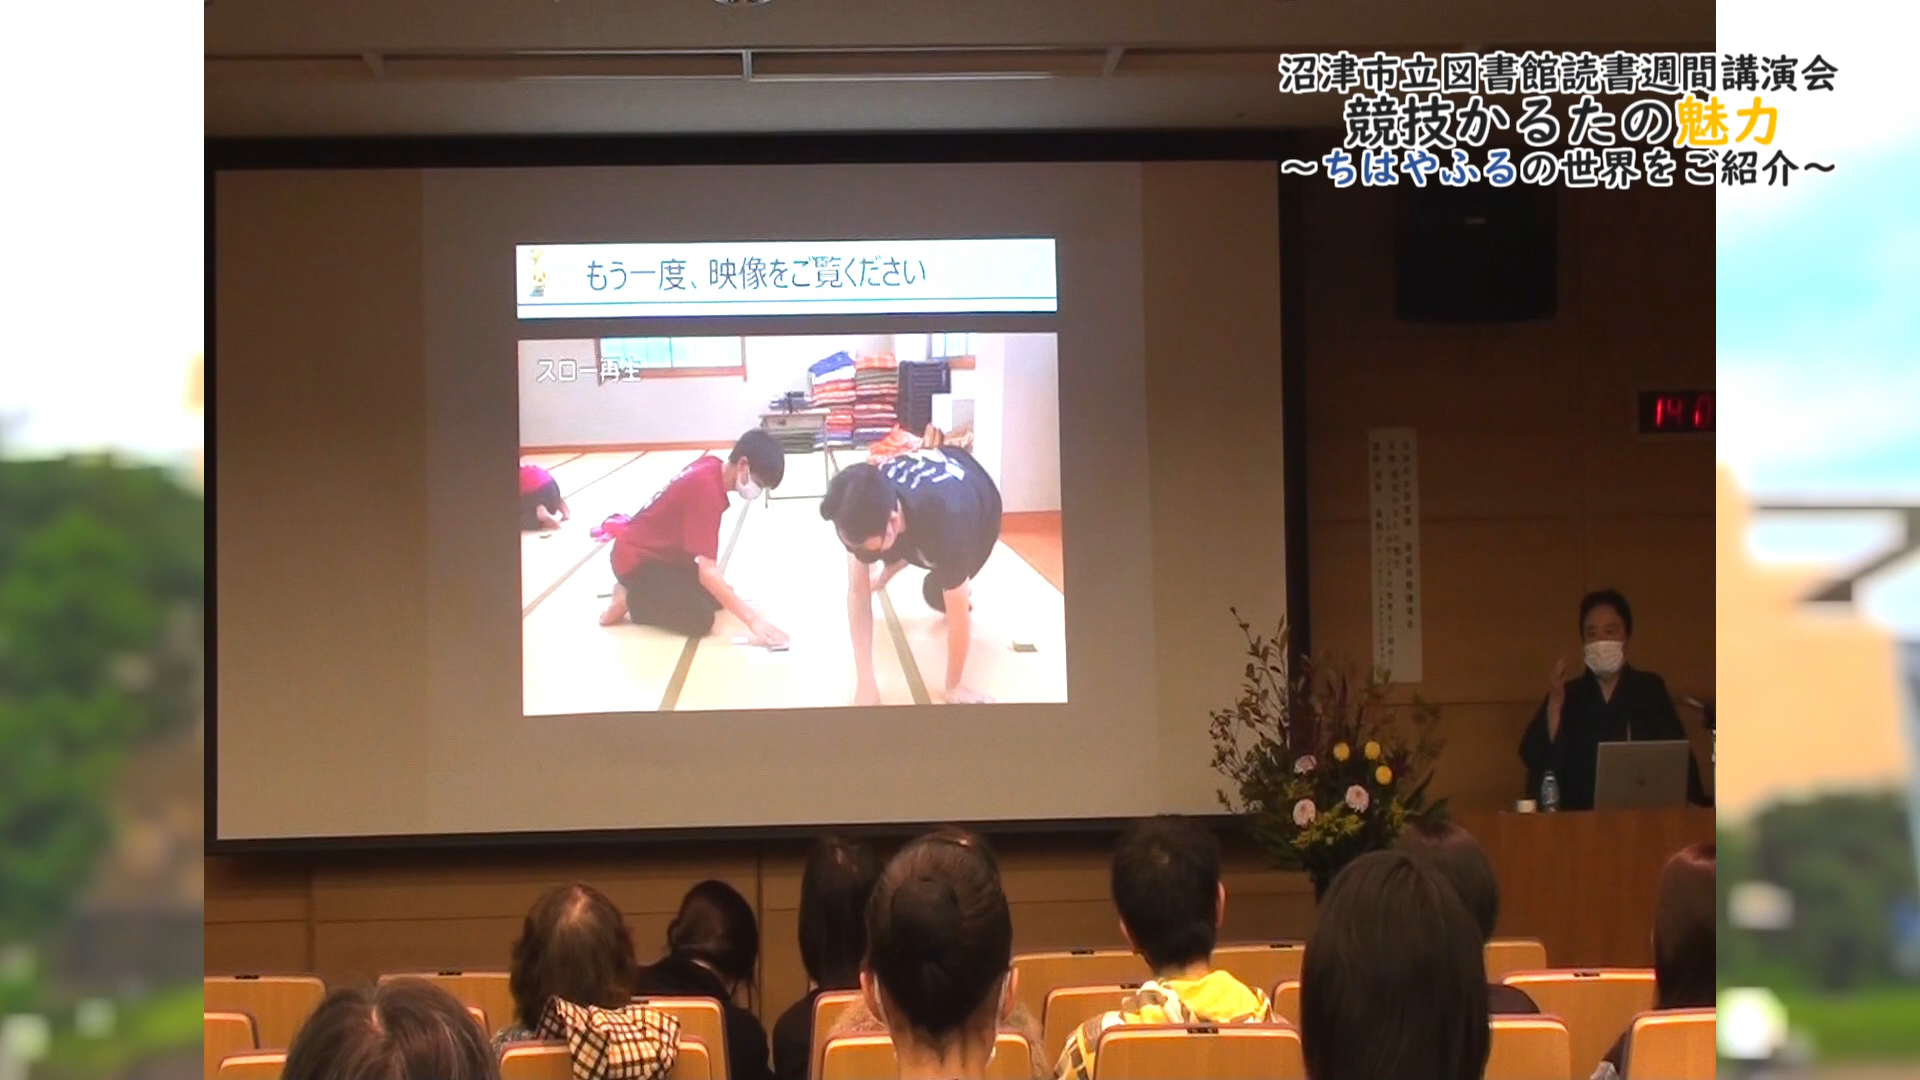 沼津市立図書館読書週間講演会
競技かるたの魅力
～ちはやふるの世界をご紹介～
もう一度、映像をご覧ください
スロー再生